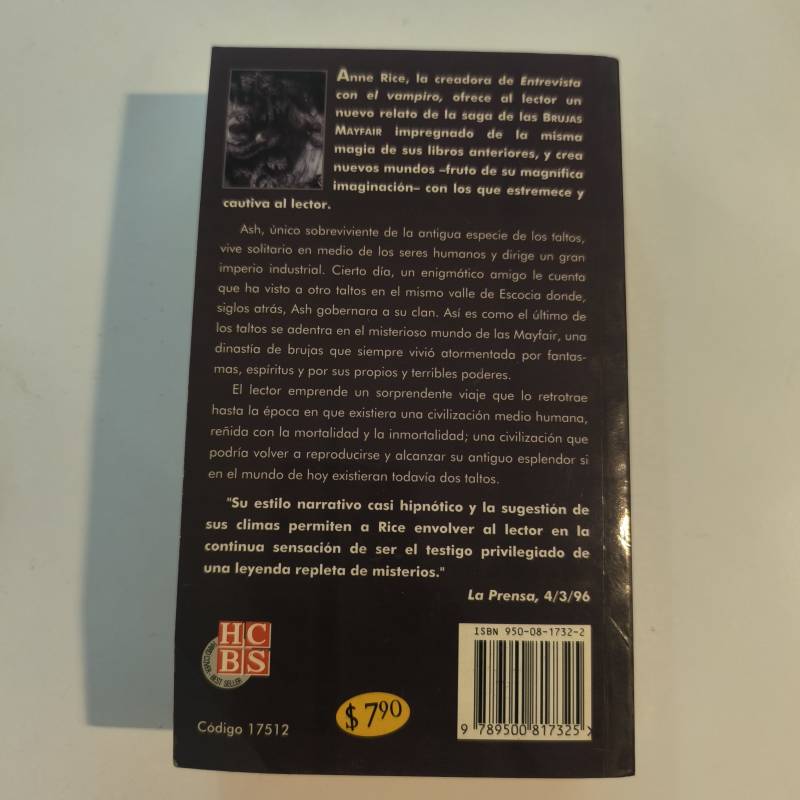 Anne Rice, la creadora de Entrevista
con el vampiro, ofrece al lector un
nuevo relato de la saga de las BRUJAS
MAYFAIR impregnado de la misma
magia de sus libros anteriores, y crea
nuevos mundos –fruto de su magnífica
imaginación– con los que estremece y
cautiva al lector.
Ash, único sobreviviente de la antigua especie de los taltos,
vive solitario en medio de los seres humanos y dirige un gran
imperio industrial. Cierto día, un enigmático amigo le cuenta
que ha visto a otro taltos en el mismo valle de Escocia donde,
siglos atrás, Ash gobernara a su clan. Así es como el último de
los taltos se adentra en el misterioso mundo de las Mayfair, una
dinastía de brujas que siempre vivió atormentada por fantas-
mas, espíritus y por sus propios y terribles poderes.
El lector emprende un sorprendente viaje que lo retrotrae
hasta la época en que existiera una civilización medio humana,
reñida con la mortalidad y la inmortalidad; una civilización que
podría volver a reproducirse y alcanzar su antiguo esplendor si
en el mundo de hoy existieran todavía dos taltos.
"Su estilo narrativo casi hipnótico y la sugestión de
sus climas permiten a Rice envolver al lector en la
continua sensación de ser el testigo privilegiado de
una leyenda repleta de misterios."
La Prensa, 4/3/96
HC
BS
HARD COVER BEST SELLER
Código 17512
$ 7.90
ISBN 950-08-1732-2
9 789500 817325